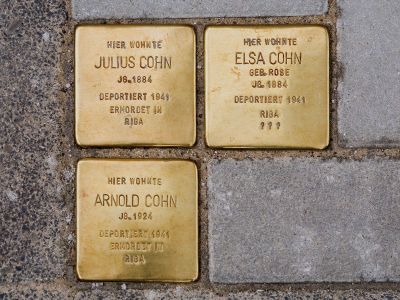 HIER WOHNTE
JULIUS COHN
JG. 1884
DEPORTIERT 1941
ERMORDET IN
RIGA
HIER WOHNTE
ELSA COHN
GEB. ROSE
JG. 1884
DEPORTIERT 1941
RIGA
? ? ?
HIER WOHNTE
ARNOLD COHN
JG. 1924
DEPORTIERT 1941
ERMORDET IN
RIGA